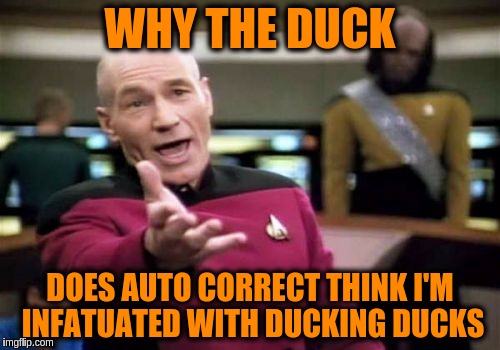 WHY THE DUCK
DOES AUTO CORRECT THINK I'M
INFATUATED WITH DUCKING DUCKS
imgflip.com